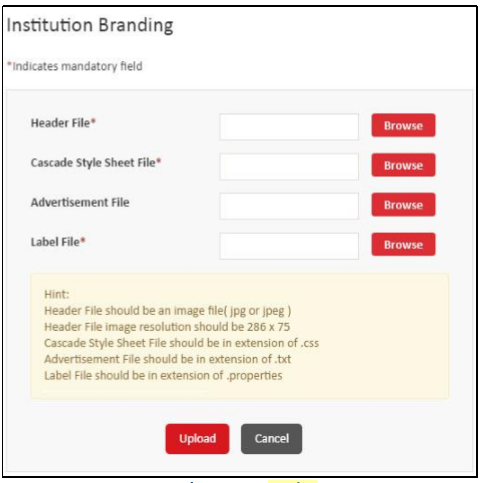 Institution Branding
*Indicates mandatory field
Header File* Browse
Cascade Style Sheet File* Browse
Advertisement File Browse
Label File* Browse
Hint:
Header File should be an image file( jpg or jpeg )
Header File image resolution should be 286 x 75
Cascade Style Sheet File should be in extension of .css
Advertisement File should be in extension of .txt
Label File should be in extension of .properties
Upload Cancel